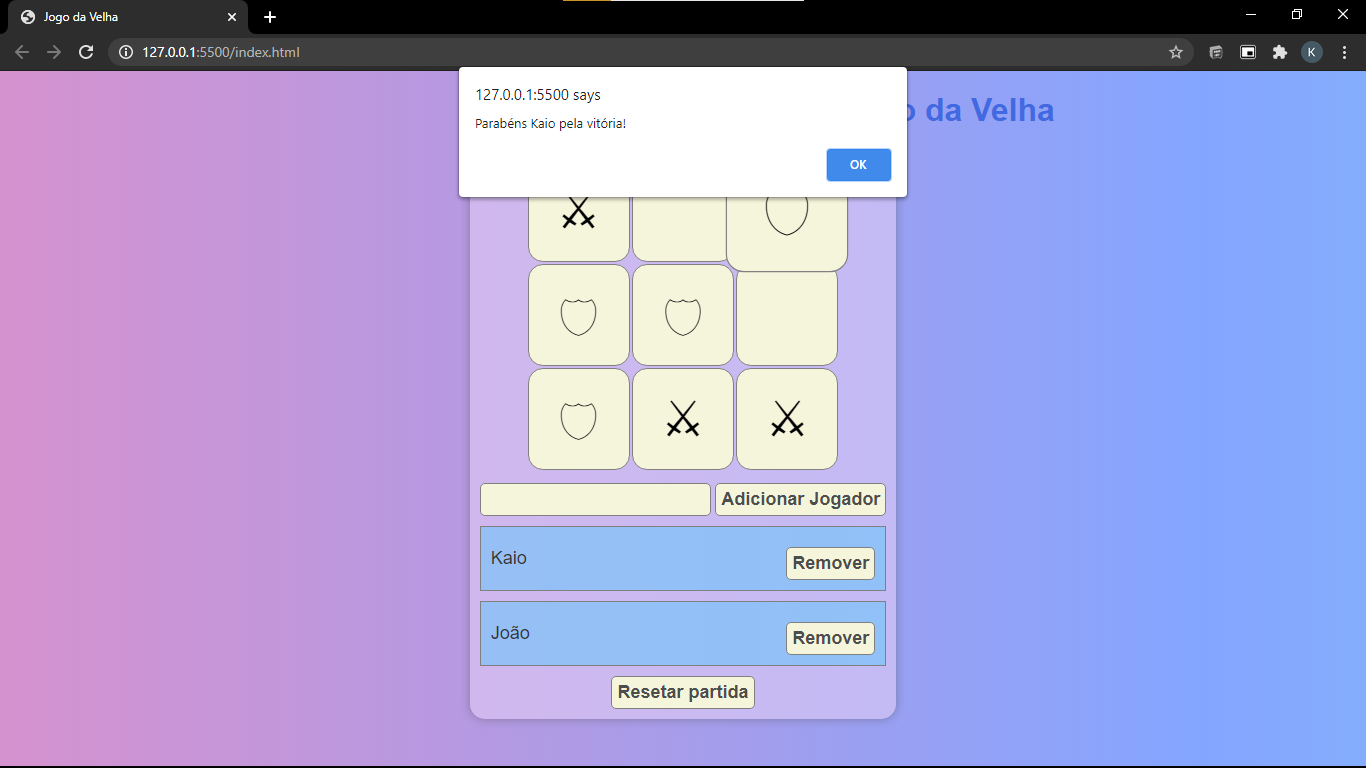 Jogo da Velha
127.0.0.1:5500/index.html
K
127.0.0.1:5500 says
Parabéns Kaio pela vitória!
OK
o da Velha
Adicionar Jogador
Kaio
Remover
João
Remover
Resetar partida